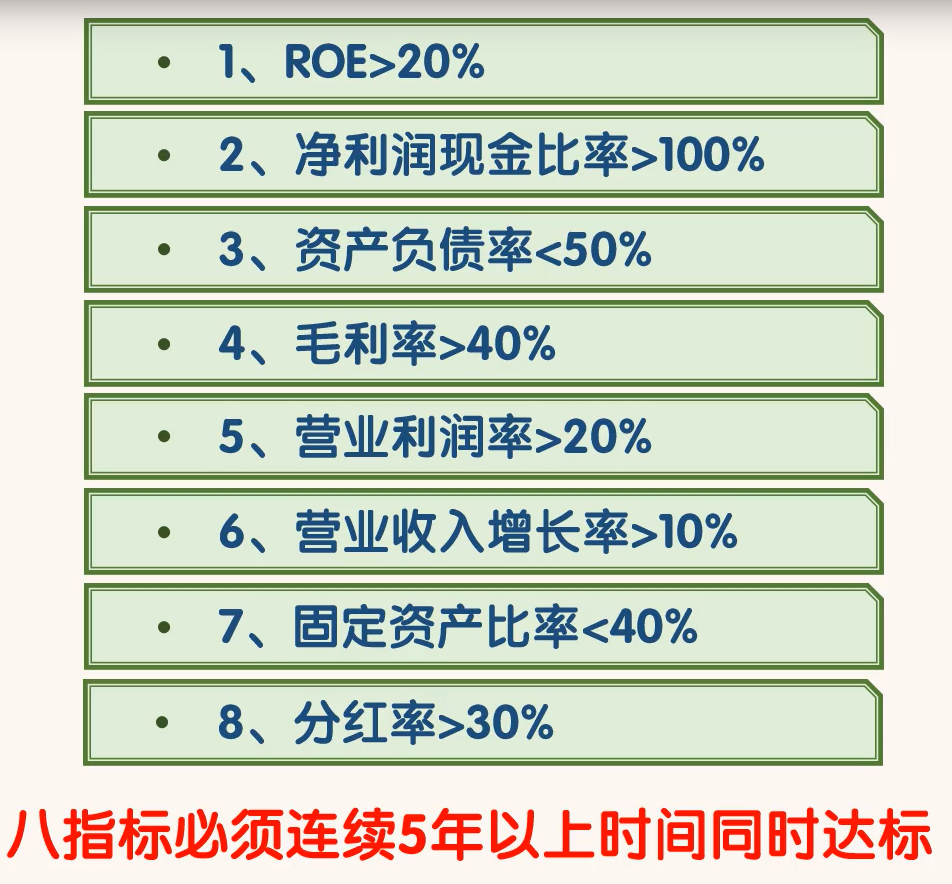 • 1、ROE>20%
• 2、净利润现金比率>100%
• 3、资产负债率<50%
• 4、毛利率>40%
• 5、营业利润率>20%
• 6、营业收入增长率>10%
• 7、固定资产比率<40%
• 8、分红率>30%
八指标必须连续5年以上时间同时达标